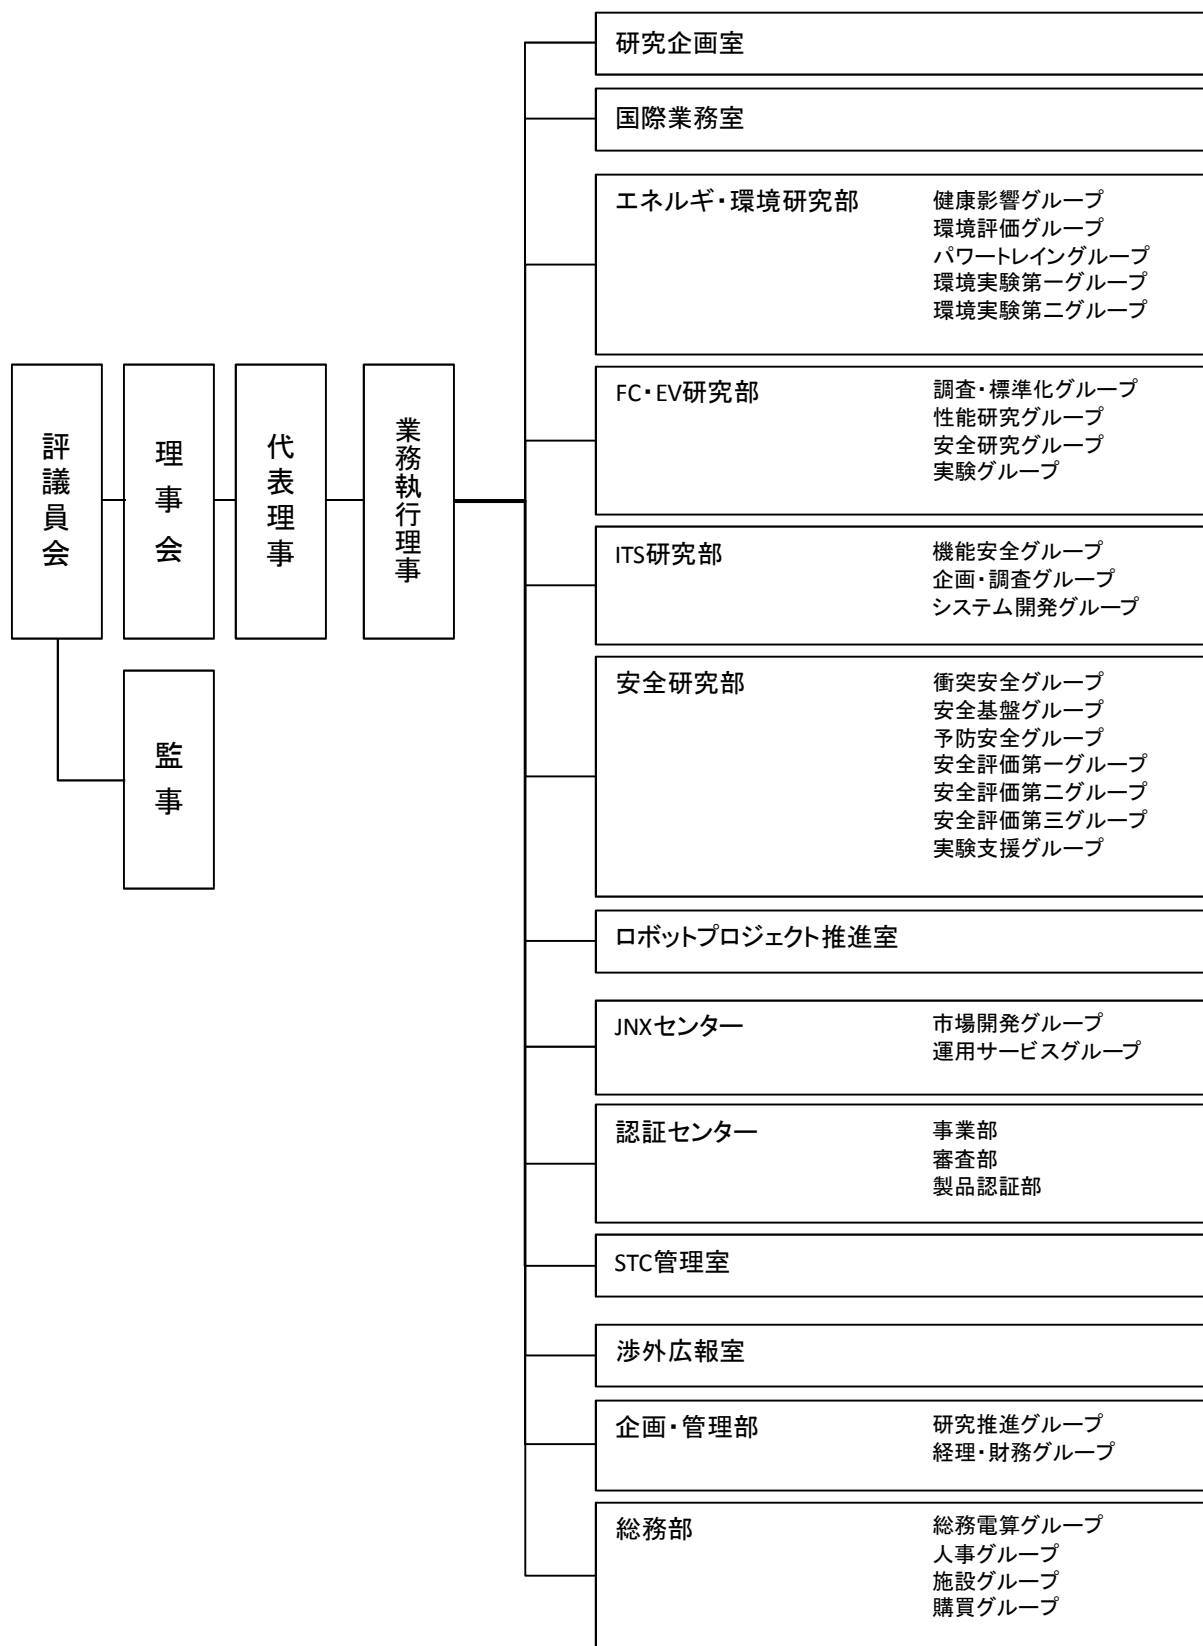 評議員会
理事会
代表理事
業務執行理事
監事
研究企画室
国際業務室
エネルギ・環境研究部
健康影響グループ
環境評価グループ
パワートレイングループ
環境実験第一グループ
環境実験第二グループ
FC・EV研究部
調査・標準化グループ
性能研究グループ
安全研究グループ
実験グループ
ITS研究部
機能安全グループ
企画・調査グループ
システム開発グループ
安全研究部
衝突安全グループ
安全基盤グループ
予防安全グループ
安全評価第一グループ
安全評価第二グループ
安全評価第三グループ
実験支援グループ
ロボットプロジェクト推進室
JNXセンター
市場開発グループ
運用サービスグループ
認証センター
事業部
審査部
製品認証部
STC管理室
渉外広報室
企画・管理部
研究推進グループ
経理・財務グループ
総務部
総務電算グループ
人事グループ
施設グループ
購買グループ